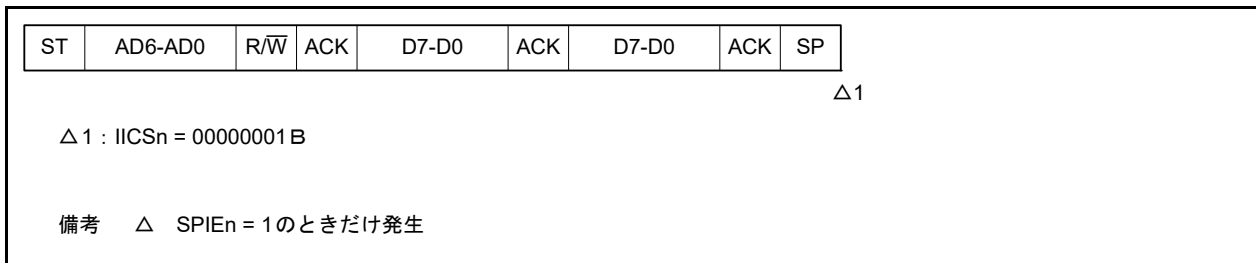 ST AD6-AD0 R/W̅ ACK D7-D0 ACK D7-D0 ACK SP
△1
△1：IICSn = 00000001B
備考 △ SPIEn = 1のときだけ発生